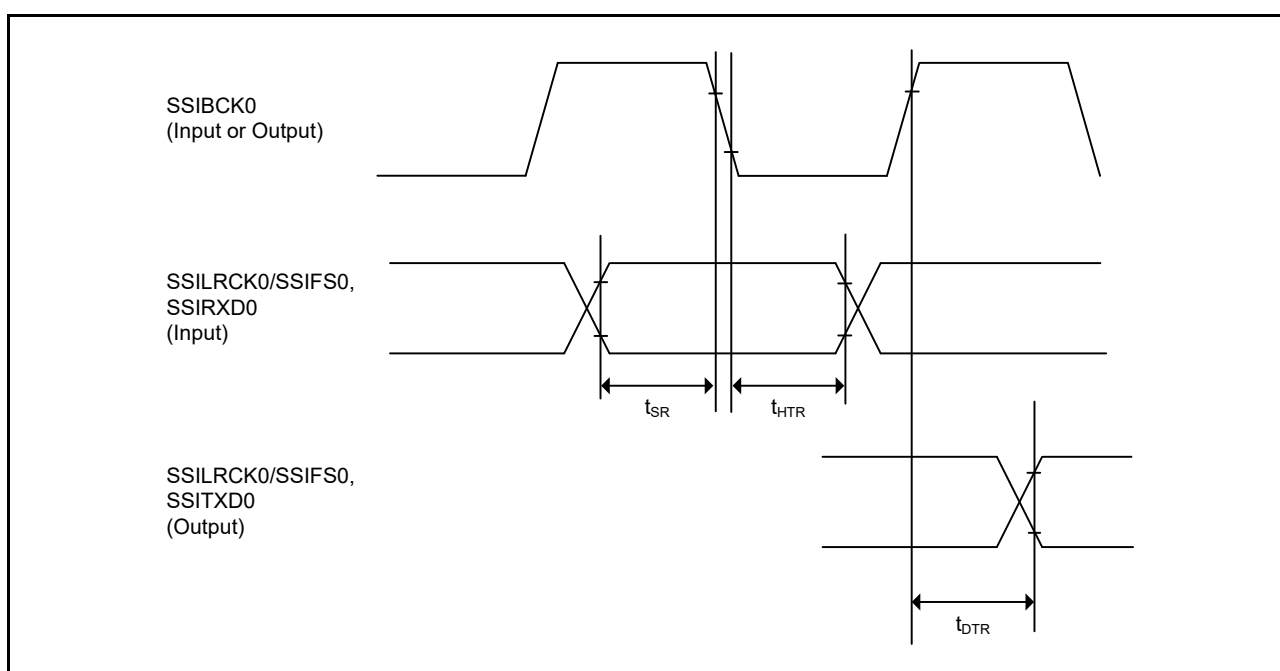 SSIBCK0
(Input or Output)
SSILRCK0/SSIFS0,
SSIRXD0
(Input)
tSR
tHTR
SSILRCK0/SSIFS0,
SSITXD0
(Output)
tDTR